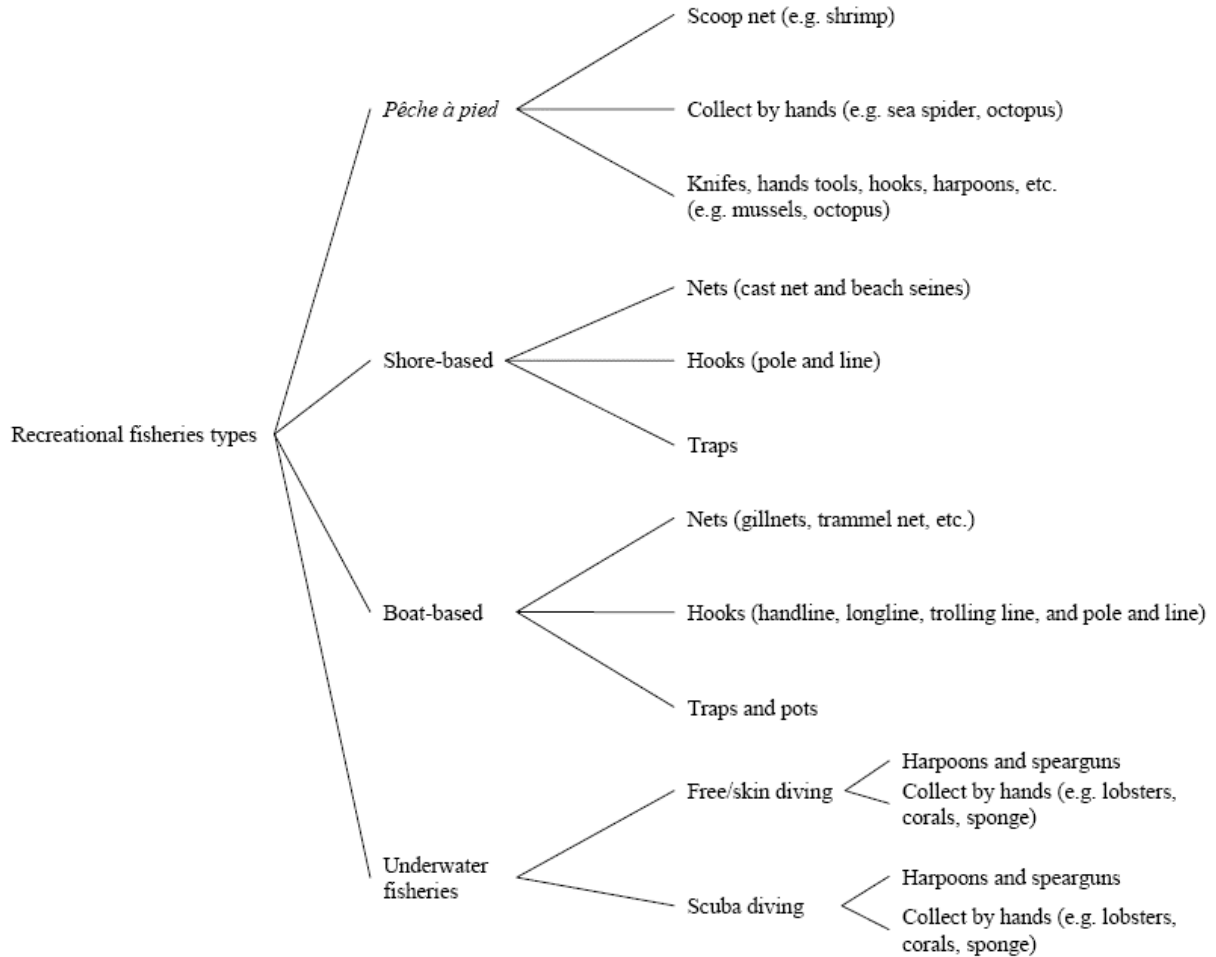 Recreational fisheries types
Pêche à pied
Scoop net (e.g. shrimp)
Collect by hands (e.g. sea spider, octopus)
Knifes, hands tools, hooks, harpoons, etc.
(e.g. mussels, octopus)
Shore-based
Nets (cast net and beach seines)
Hooks (pole and line)
Traps
Boat-based
Nets (gillnets, trammel net, etc.)
Hooks (handline, longline, trolling line, and pole and line)
Traps and pots
Underwater
fisheries
Free/skin diving
Harpoons and spearguns
Collect by hands (e.g. lobsters,
corals, sponge)
Scuba diving
Harpoons and spearguns
Collect by hands (e.g. lobsters,
corals, sponge)